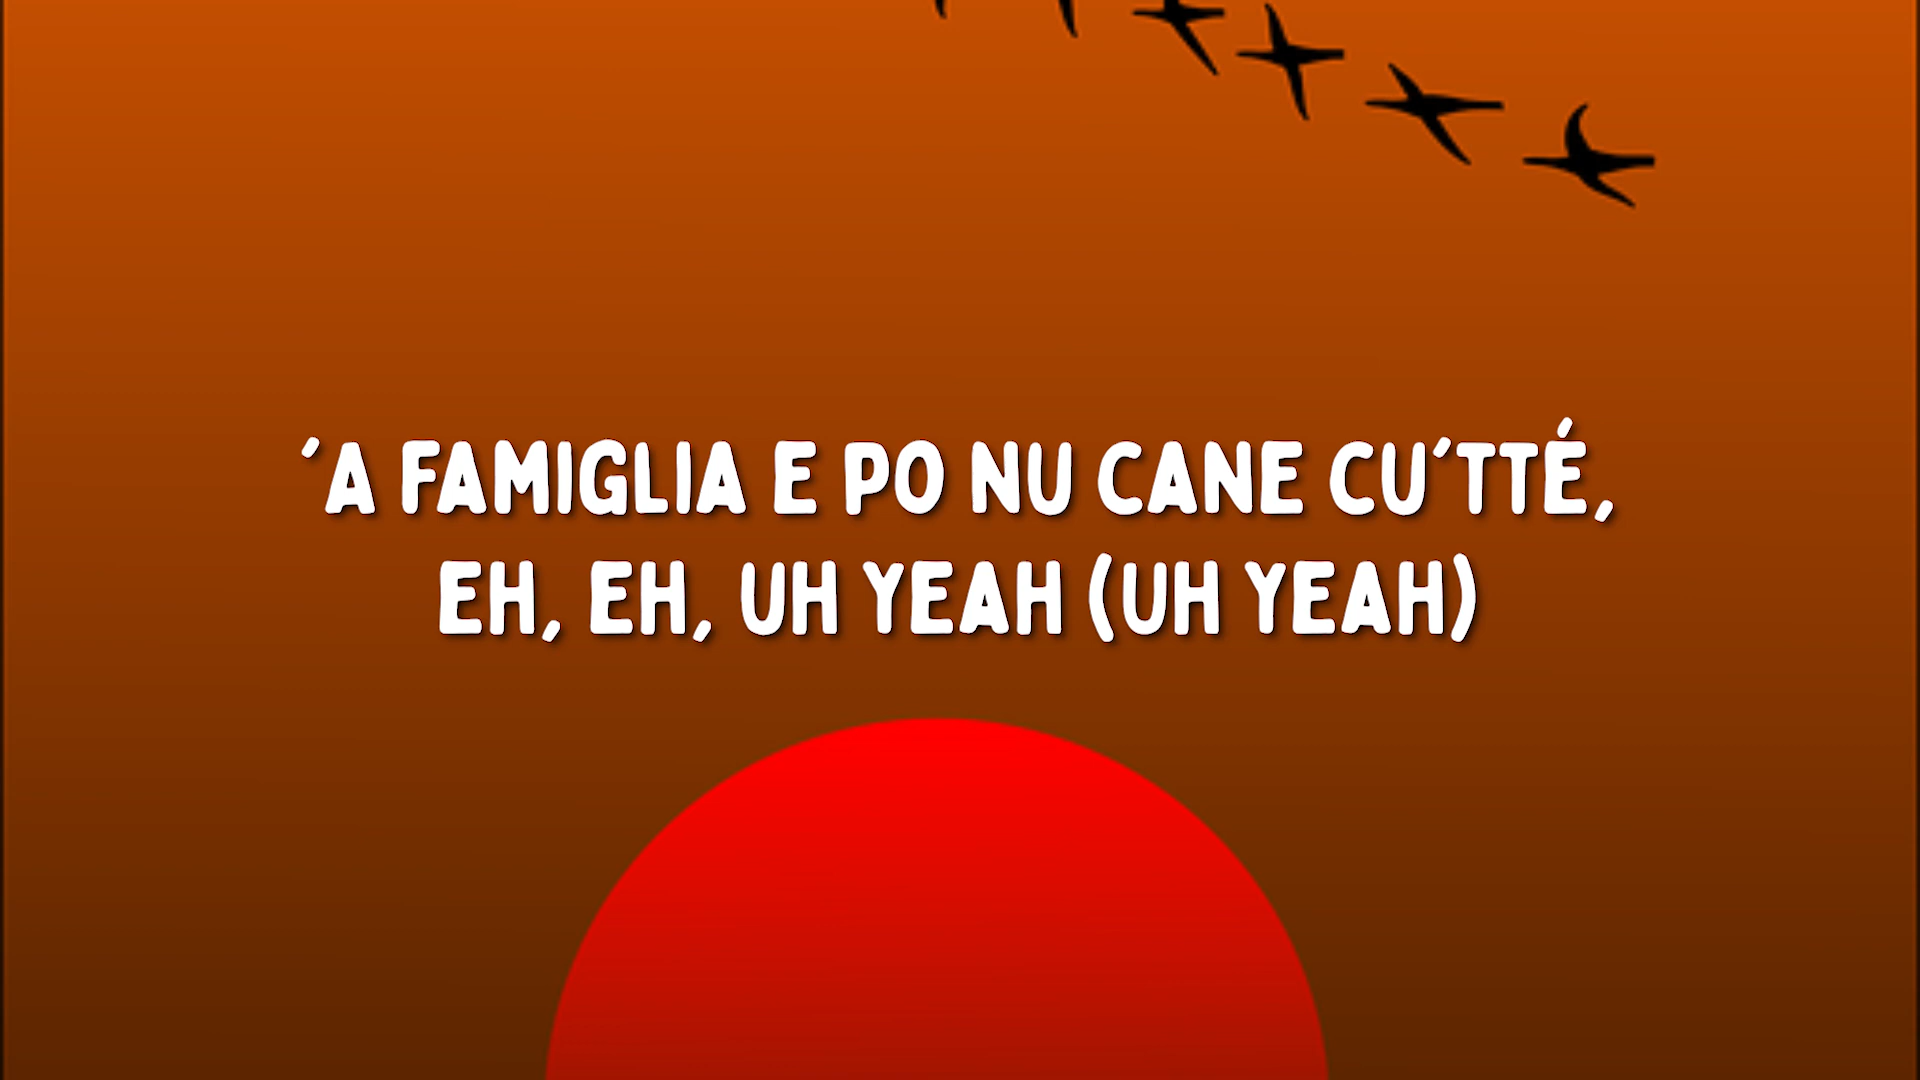 'A FAMIGLIA E PO NU CANE CU'TTÉ,
EH, EH, UH YEAH (UH YEAH)